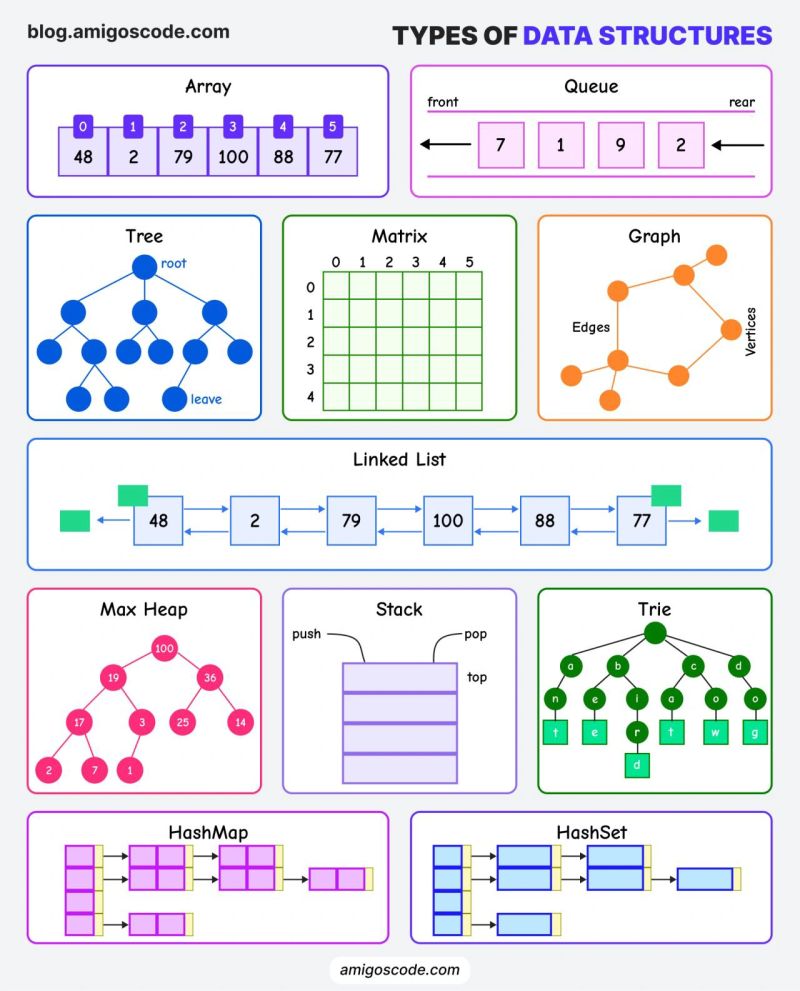 blog.amigoscode.com
TYPES OF DATA STRUCTURES
Array
0 1 2 3 4 5
48 2 79 100 88 77
Queue
front rear
7 1 9 2
Tree
root
leave
Matrix
0 1 2 3 4 5
0
1
2
3
4
Graph
Edges
Vertices
Linked List
48 2 79 100 88 77
Max Heap
100
19 36
17 3 25 14
2 7 1
Stack
push pop
top
Trie
a b c d
n e i a o o
t e r t w g
d
HashMap
HashSet
amigoscode.com